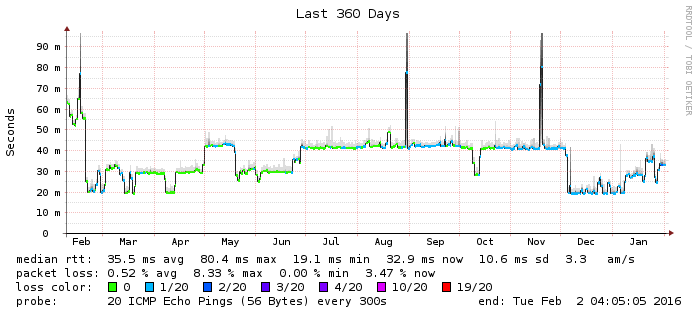 Last 360 Days
RRDTOOL / TOBI OETIKER
Seconds
90 m
80 m
70 m
60 m
50 m
40 m
30 m
20 m
10 m
0
Feb Mar Apr May Jun Jul Aug Sep Oct Nov Dec Jan
median rtt: 35.5 ms avg 80.4 ms max 19.1 ms min 32.9 ms now 10.6 ms sd 3.3 am/s
packet loss: 0.52 % avg 8.33 % max 0.00 % min 3.47 % now
loss color: 0 1/20 2/20 3/20 4/20 10/20 19/20
probe: 20 ICMP Echo Pings (56 Bytes) every 300s end: Tue Feb 2 04:05:05 2016